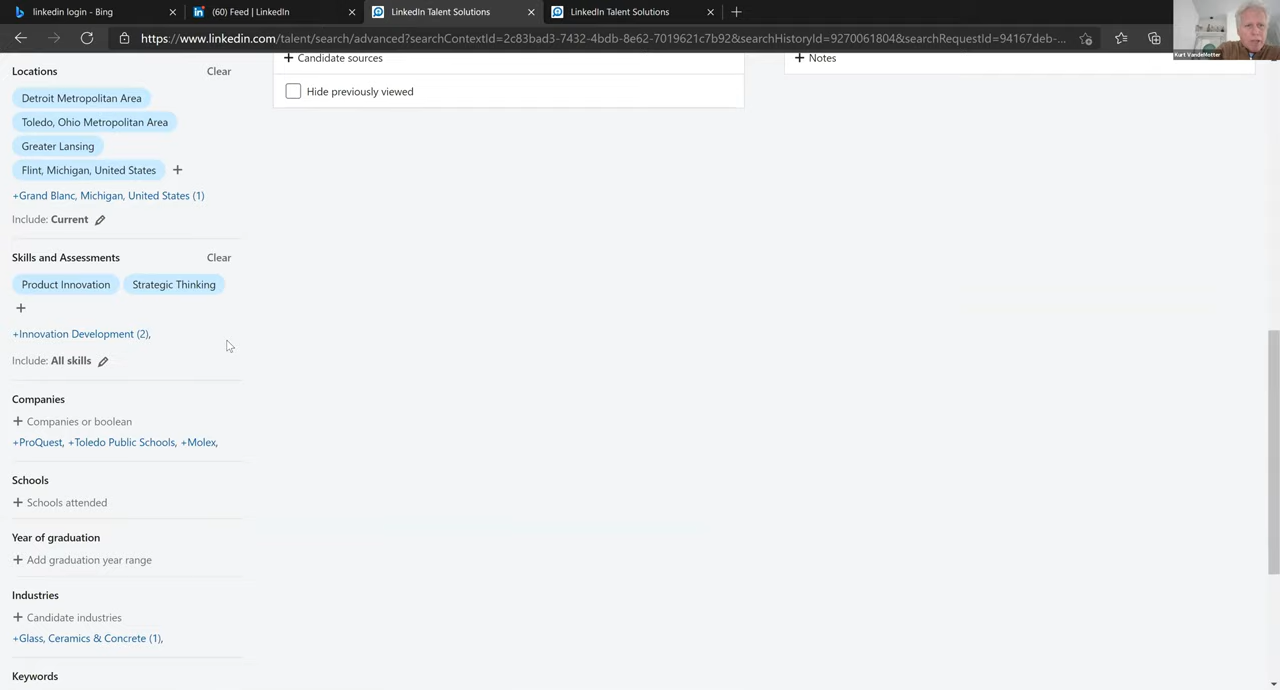 linkedin login - Bing
(60) Feed | LinkedIn
LinkedIn Talent Solutions
LinkedIn Talent Solutions
https://www.linkedin.com/talent/search/advanced?searchContextId=2c83bad3-7432-4bdb-8e62-7019621c7b92&searchHistoryId=9270061804&searchRequestId=94167deb-...
Kurt VandeMotter
Locations Clear
Detroit Metropolitan Area
Toledo, Ohio Metropolitan Area
Greater Lansing
Flint, Michigan, United States +
+Grand Blanc, Michigan, United States (1)
Include: Current
Skills and Assessments Clear
Product Innovation Strategic Thinking
+
+Innovation Development (2),
Include: All skills
Companies
+ Companies or boolean
+ProQuest, +Toledo Public Schools, +Molex,
Schools
+ Schools attended
Year of graduation
+ Add graduation year range
Industries
+ Candidate industries
+Glass, Ceramics & Concrete (1),
Keywords
+ Candidate sources
Hide previously viewed
+ Notes